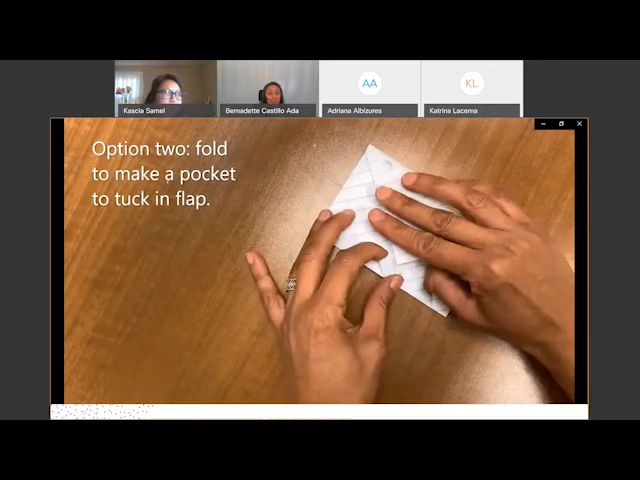 AA
KL
Kascia Samel
Bernadette Castillo Ada
Adriana Albizures
Katrina Lacerna
Option two: fold
to make a pocket
to tuck in flap.